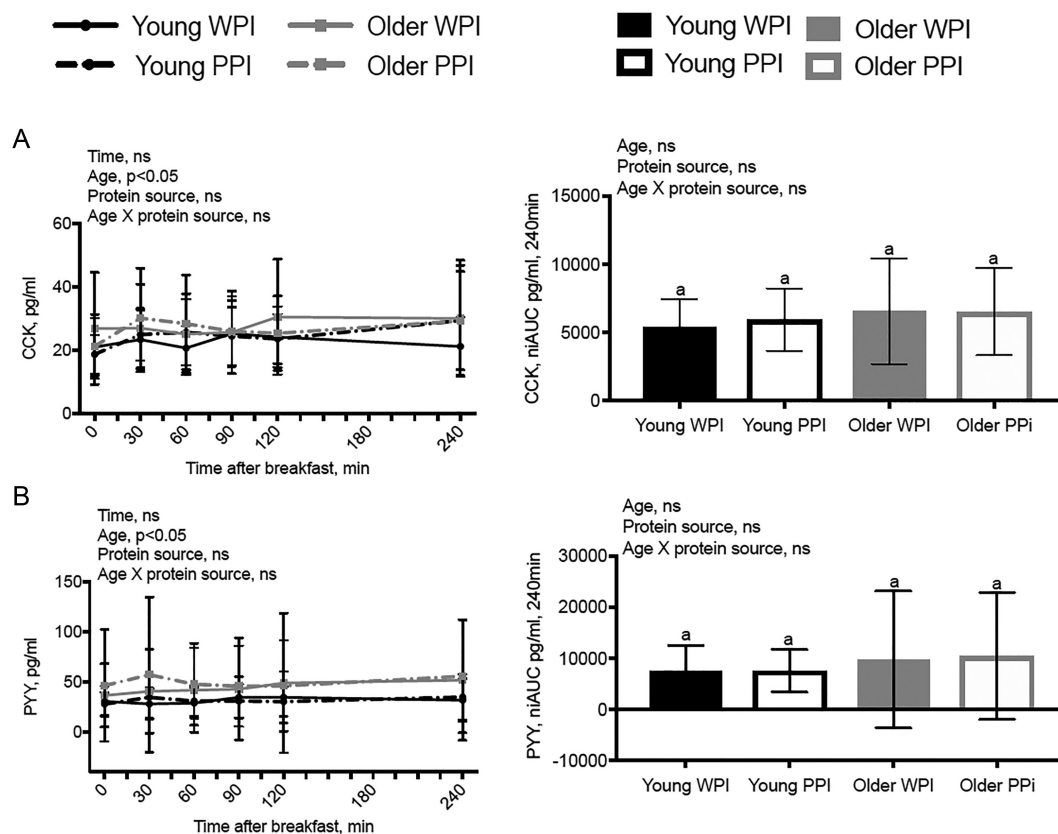 Young WPI
Older WPI
Young PPI
Older PPI
Young WPI
Older WPI
Young PPI
Older PPI
A
Time, ns
Age, p<0.05
Protein source, ns
Age X protein source, ns
60
40
20
0
CCK, pg/ml
0
30
60
90
120
180
240
Time after breakfast, min
Age, ns
Protein source, ns
Age X protein source, ns
15000
10000
5000
0
CCK, niAUC pg/ml, 240min
a
a
a
a
Young WPI
Young PPI
Older WPI
Older PPi
B
Time, ns
Age, p<0.05
Protein source, ns
Age X protein source, ns
150
100
50
0
PYY, pg/ml
0
30
60
90
120
180
240
Time after breakfast, min
Age, ns
Protein source, ns
Age X protein source, ns
30000
20000
10000
0
-10000
PYY, niAUC pg/ml, 240min
a
a
a
a
Young WPI
Young PPI
Older WPI
Older PPi